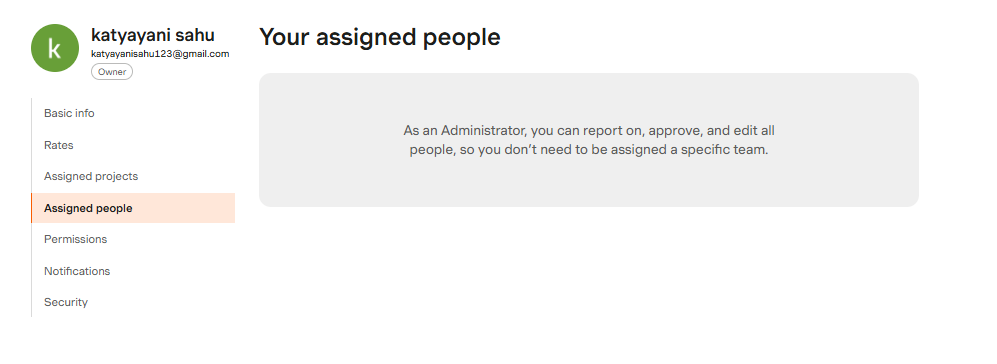 k
katyayani sahu
katyayanisahu123@gmail.com
Owner
Basic info
Rates
Assigned projects
Assigned people
Permissions
Notifications
Security
Your assigned people
As an Administrator, you can report on, approve, and edit all
people, so you don’t need to be assigned a specific team.